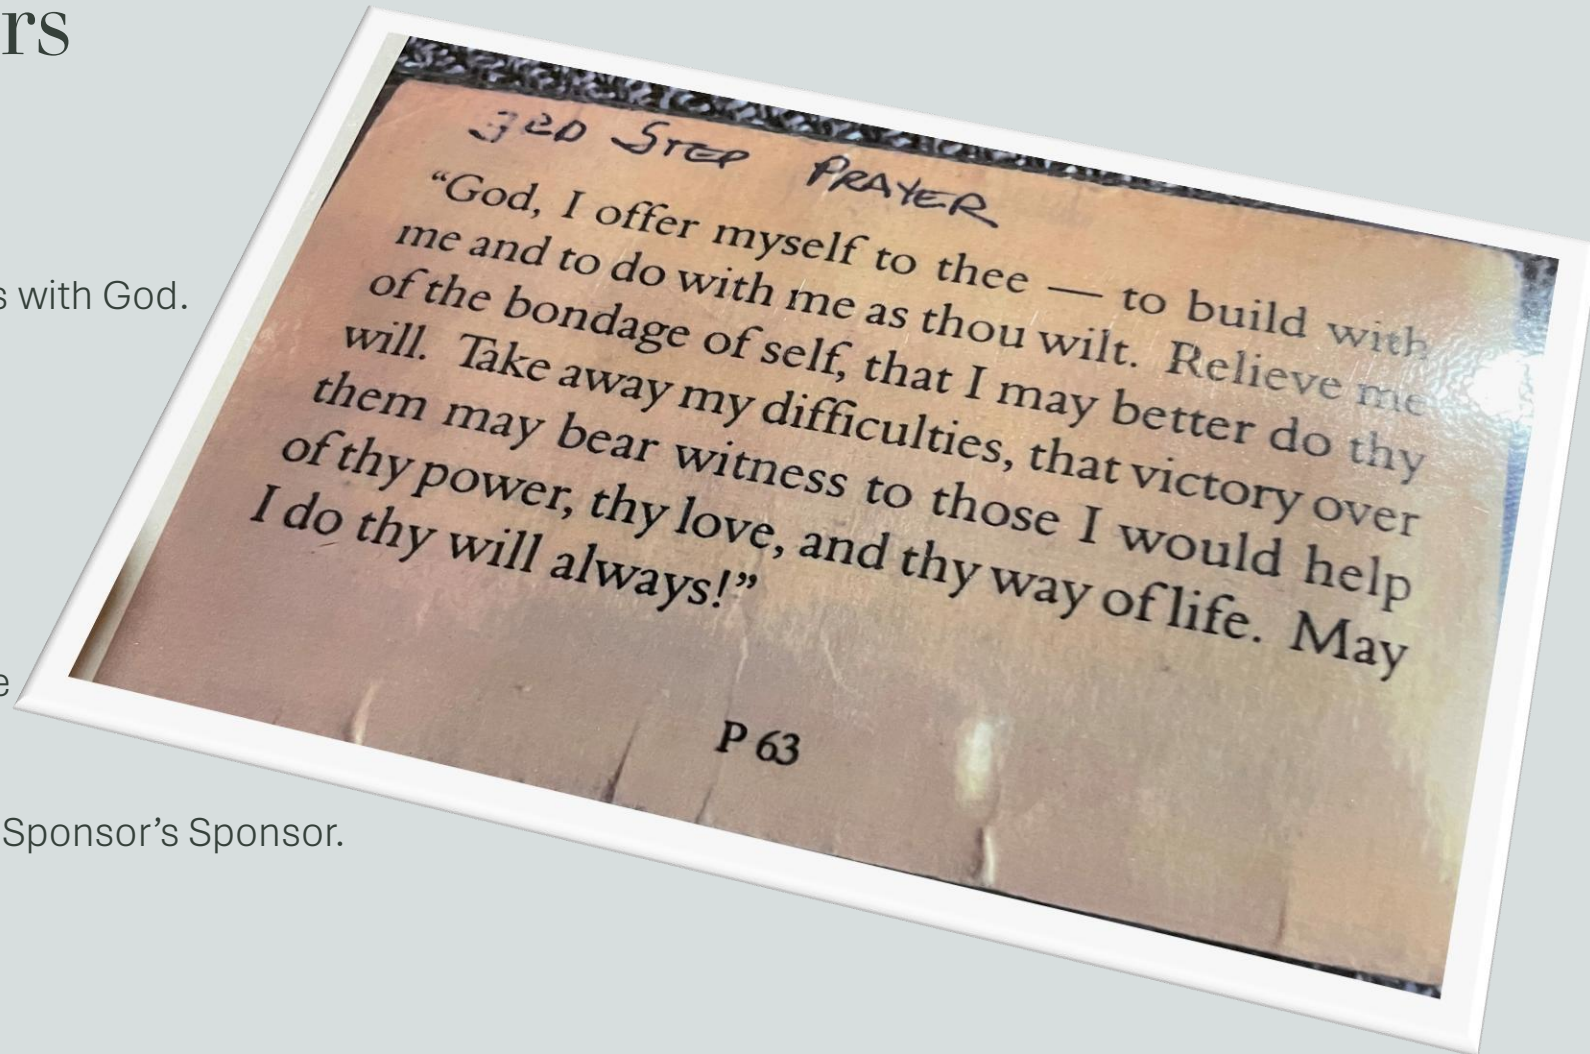 rs
s with God.
3RD STEP PRAYER
“God, I offer myself to thee — to build with
me and to do with me as thou wilt.  Relieve me
of the bondage of self, that I may better do thy
will.  Take away my difficulties, that victory over
them may bear witness to those I would help
of thy power, thy love, and thy way of life.  May
I do thy will always!”
P 63
e
Sponsor’s Sponsor.